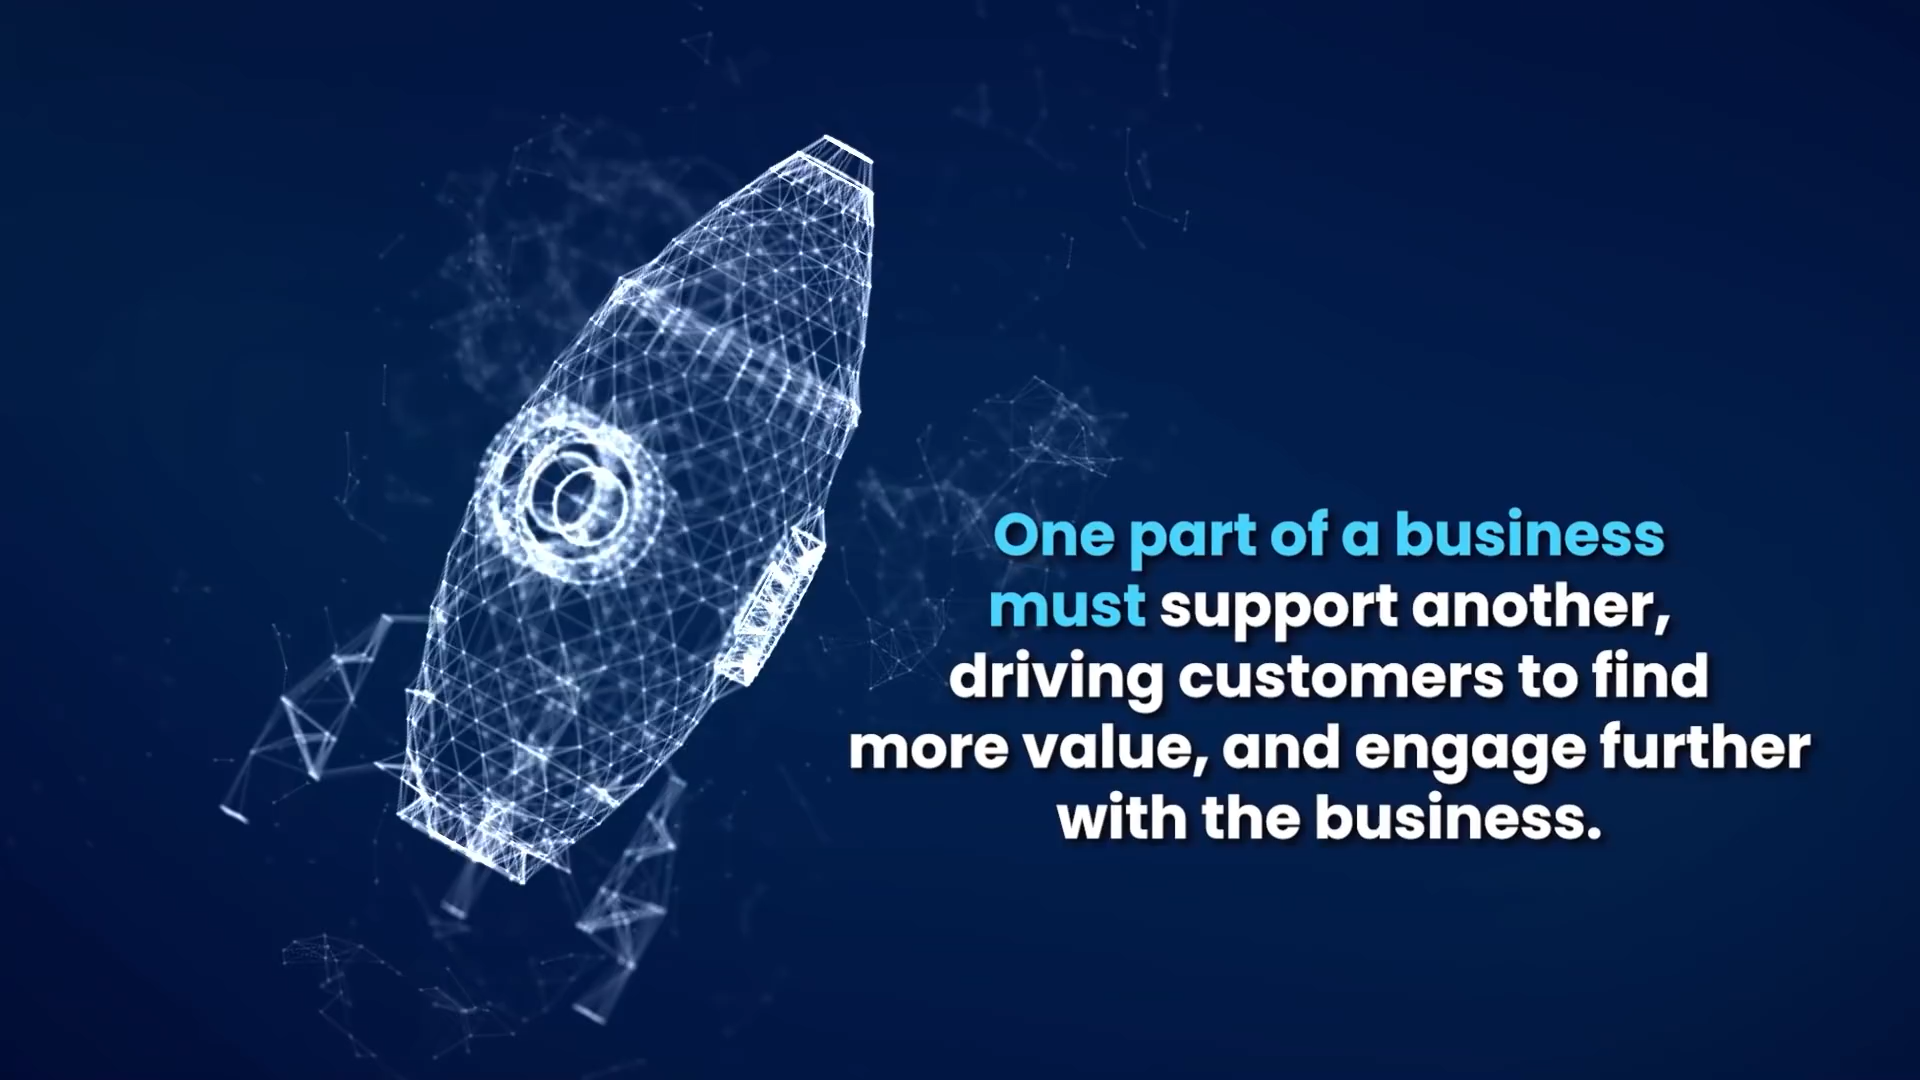 One part of a business
must support another,
driving customers to find
more value, and engage further
with the business.